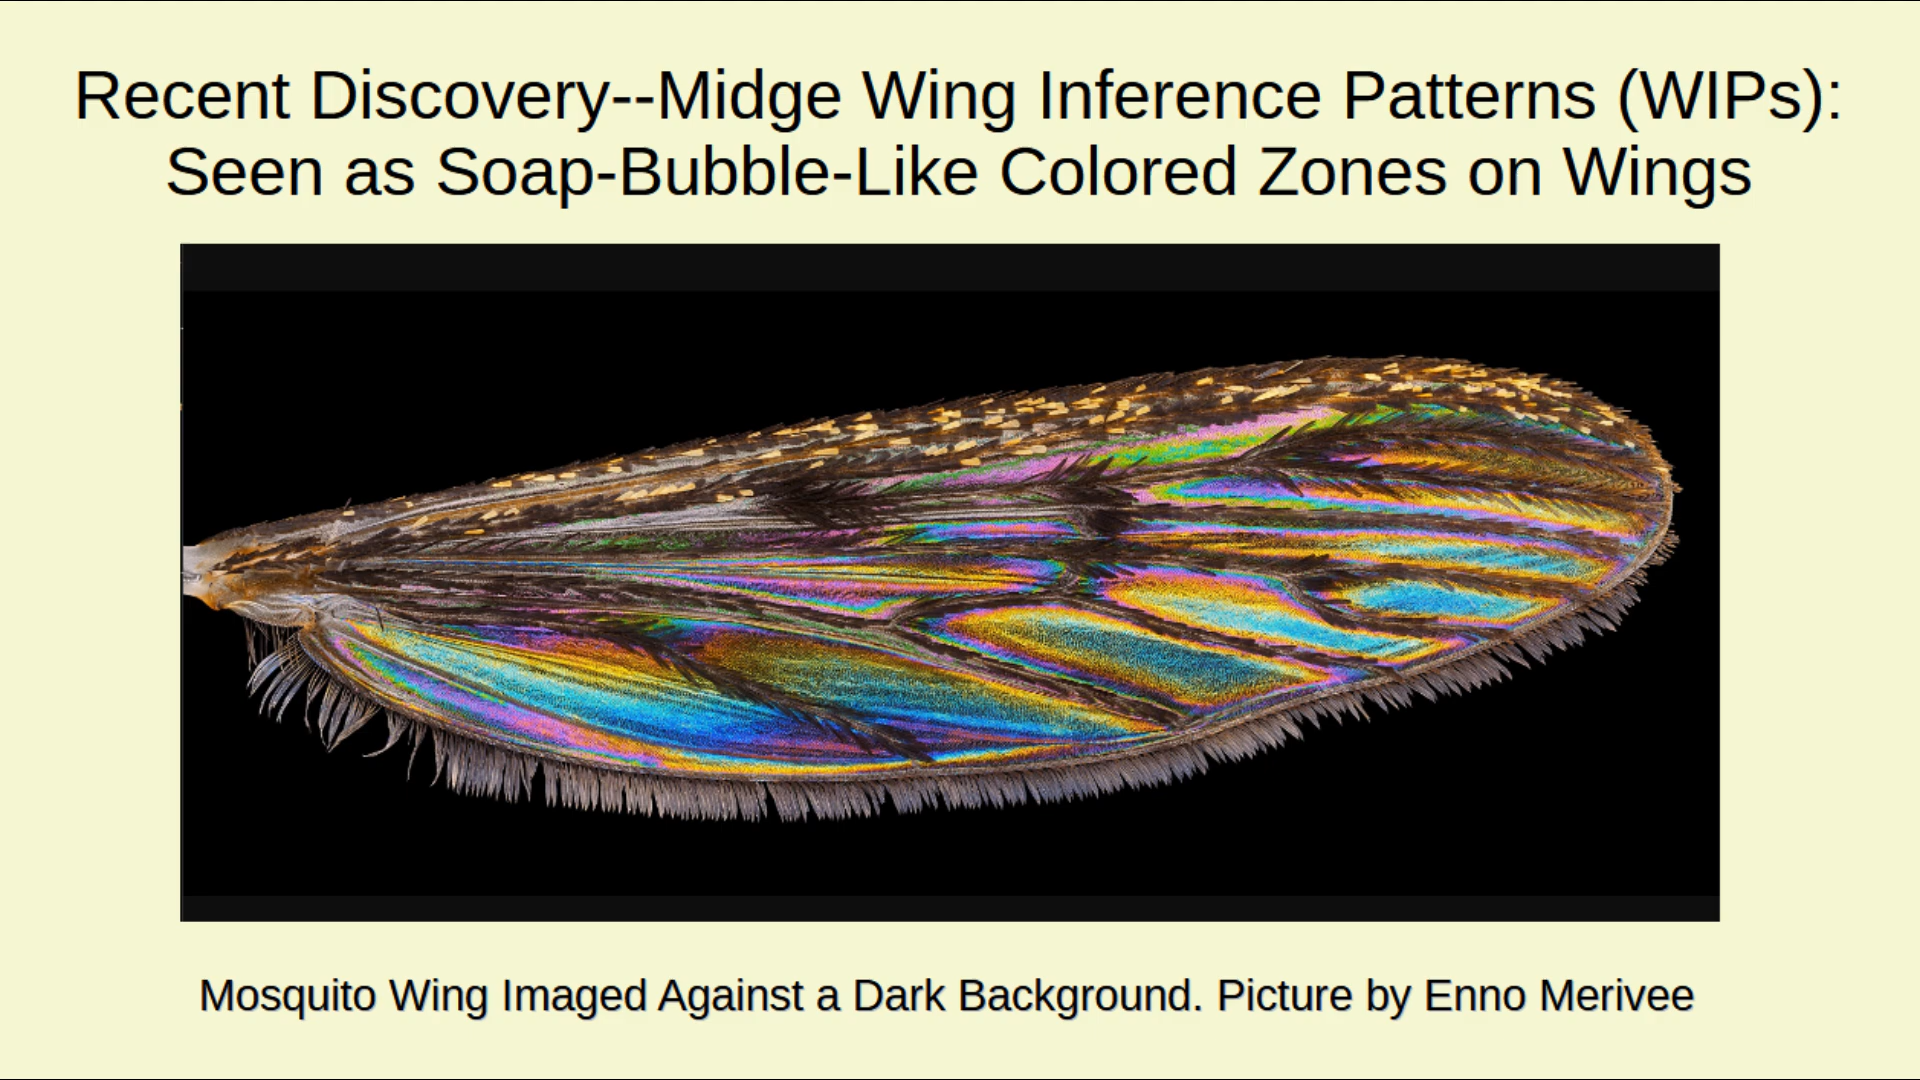 Recent Discovery--Midge Wing Inference Patterns (WIPs):
Seen as Soap-Bubble-Like Colored Zones on Wings
Mosquito Wing Imaged Against a Dark Background. Picture by Enno Merivee